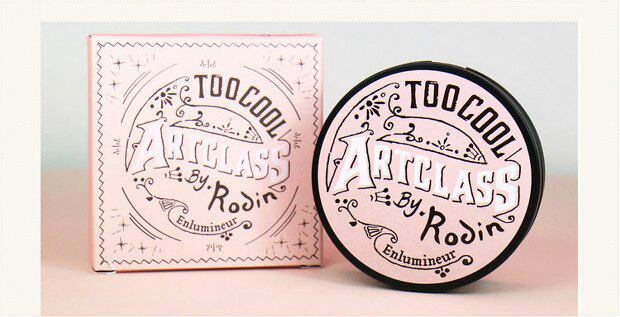 TOO COOL
ARTCLASS
By. Rodin
Enlumineur
TOO COOL
ARTCLASS
By. Rodin
Enlumineur